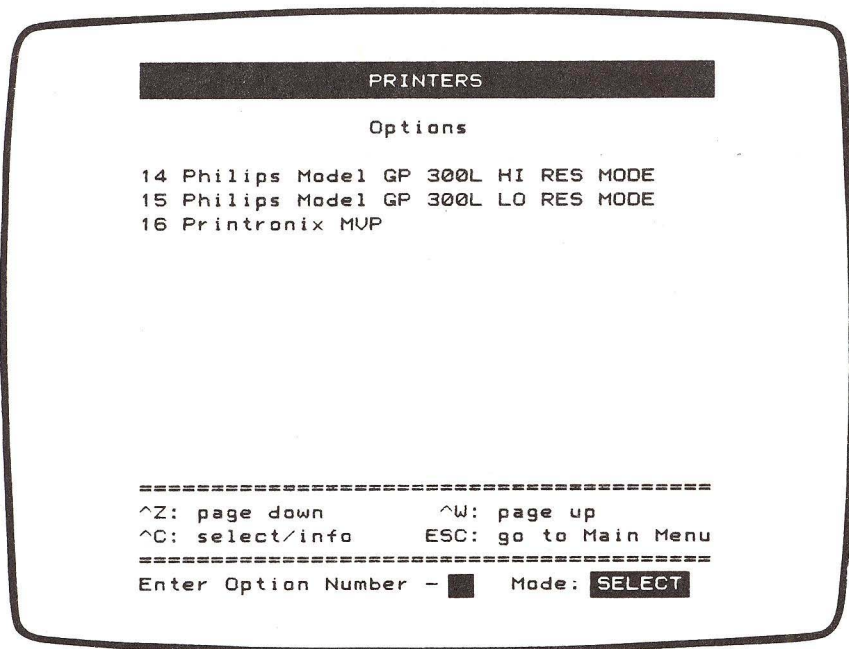 PRINTERS
Options
14 Philips Model GP 300L HI RES MODE
15 Philips Model GP 300L LO RES MODE
16 Printronix MVP
========================================
^Z: page down ^W: page up
^C: select/info ESC: go to Main Menu
========================================
Enter Option Number - Mode: SELECT